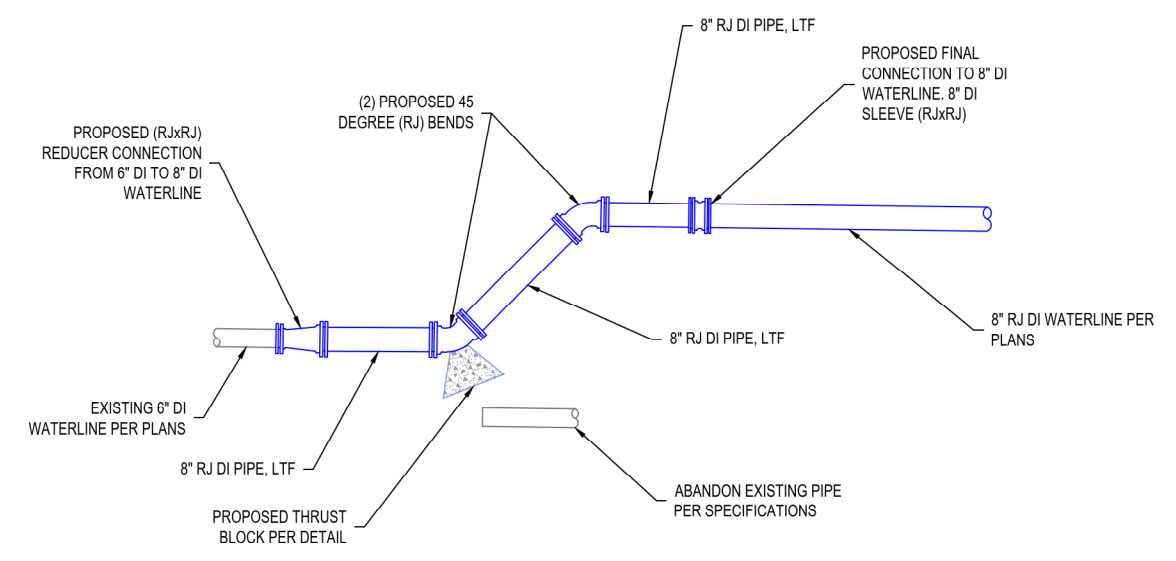 8" RJ DI PIPE, LTF
PROPOSED FINAL
CONNECTION TO 8" DI
WATERLINE. 8" DI
SLEEVE (RJxRJ)
(2) PROPOSED 45
DEGREE (RJ) BENDS
PROPOSED (RJxRJ)
REDUCER CONNECTION
FROM 6" DI TO 8" DI
WATERLINE
8" RJ DI WATERLINE PER
PLANS
8" RJ DI PIPE, LTF
EXISTING 6" DI
WATERLINE PER PLANS
8" RJ DI PIPE, LTF
ABANDON EXISTING PIPE
PER SPECIFICATIONS
PROPOSED THRUST
BLOCK PER DETAIL